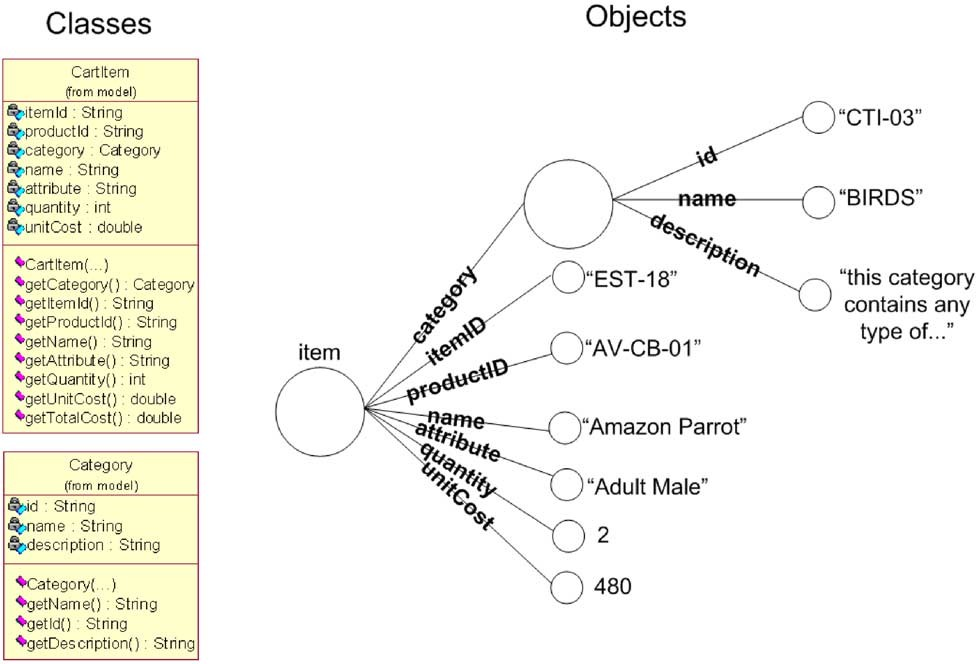 Classes
CartItem
(from model)
itemId : String
productId : String
category : Category
name : String
attribute : String
quantity : int
unitCost : double
CartItem(...)
getCategory() : Category
getItemId() : String
getProductId() : String
getName() : String
getAttribute() : String
getQuantity() : int
getUnitCost() : double
getTotalCost() : double
Category
(from model)
id : String
name : String
description : String
Category(...)
getName() : String
getId() : String
getDescription() : String
Objects
item
category
id
“CTI-03”
name
“BIRDS”
description
“this category
contains any
type of...”
itemID
“EST-18”
productID
“AV-CB-01”
name
“Amazon Parrot”
attribute
“Adult Male”
quantity
2
unitCost
480